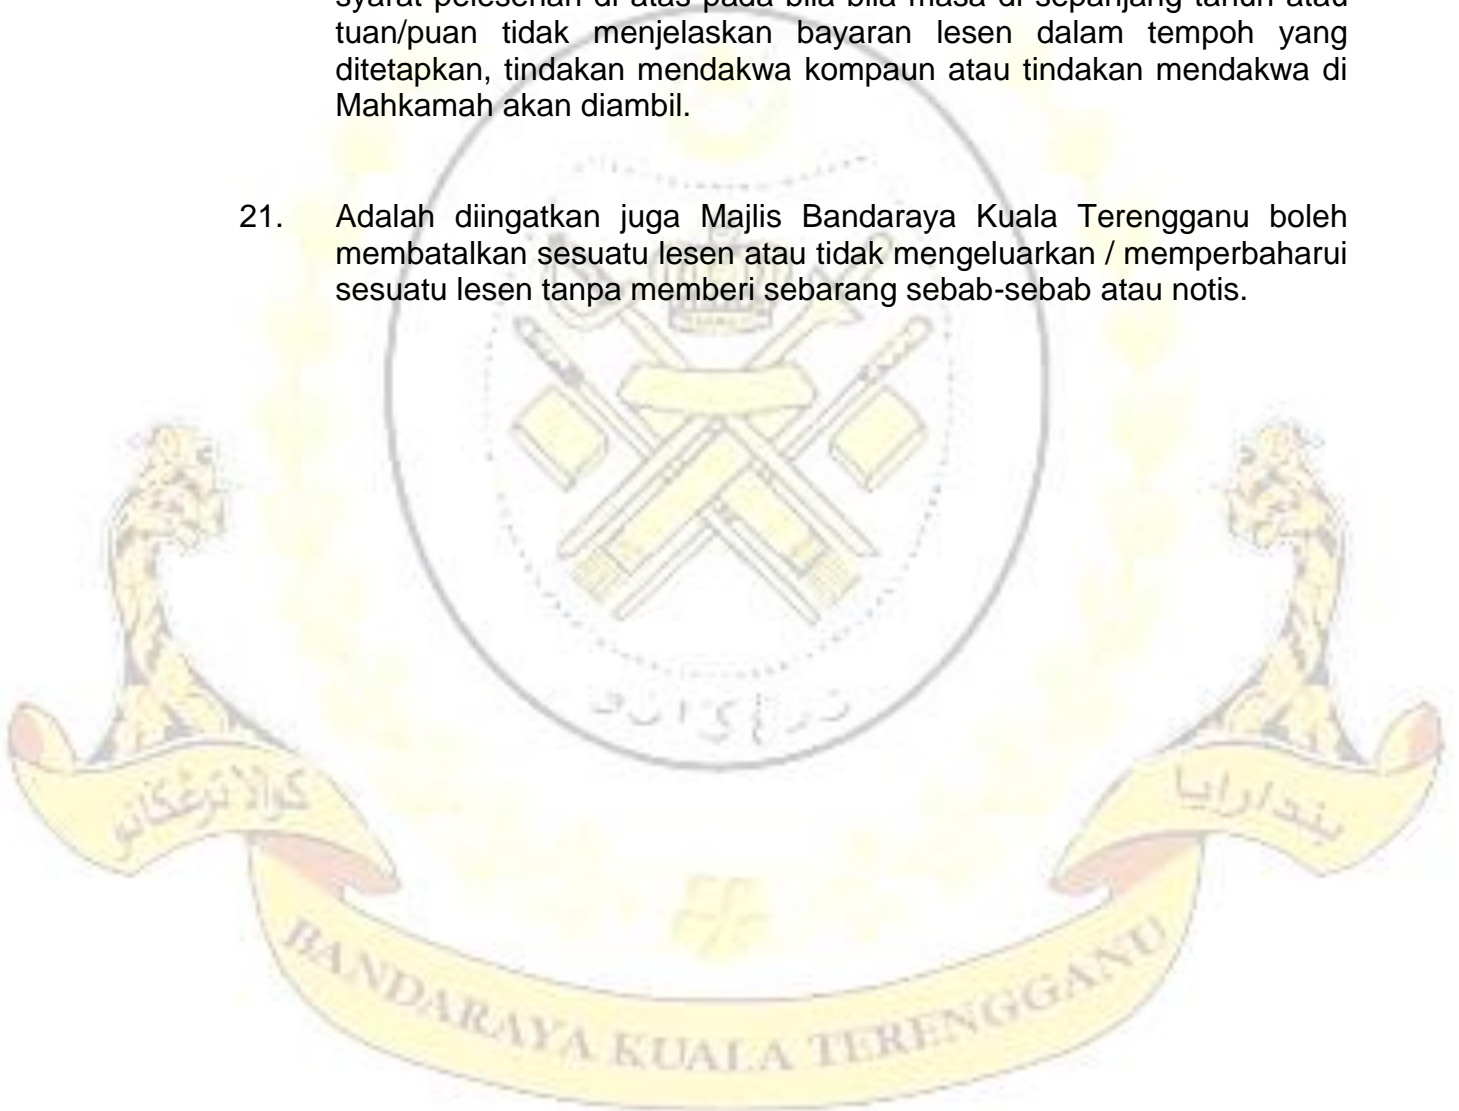 syarat pelesenan di atas pada bila-bila masa di sepanjang tahun atau
tuan/puan tidak menjelaskan bayaran lesen dalam tempoh yang
ditetapkan, tindakan mendakwa kompaun atau tindakan mendakwa di
Mahkamah akan diambil.
21. Adalah diingatkan juga Majlis Bandaraya Kuala Terengganu boleh
membatalkan sesuatu lesen atau tidak mengeluarkan / memperbaharui
sesuatu lesen tanpa memberi sebarang sebab-sebab atau notis.
بندارايا
كوالا ترڠݢانو
BANDARAYA KUALA TERENGGANU